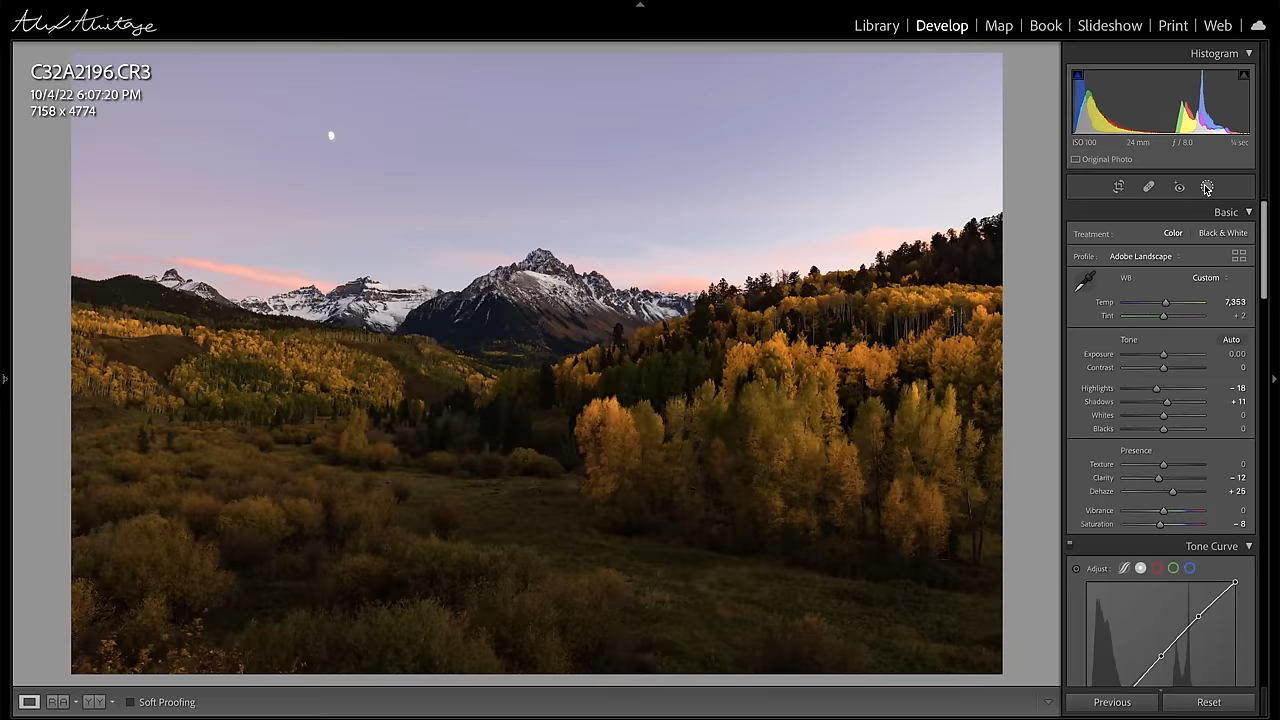 Alex Armitage
Library | Develop | Map | Book | Slideshow | Print | Web
C32A2196.CR3
10/4/22 6:07:20 PM
7158 x 4774
Histogram
ISO 100 24 mm ƒ / 8.0 ¼ sec
Original Photo
Basic
Treatment : Color Black & White
Profile : Adobe Landscape
WB: Custom
Temp 7,353
Tint + 2
Tone Auto
Exposure 0.00
Contrast 0
Highlights − 18
Shadows + 11
Whites 0
Blacks 0
Presence
Texture 0
Clarity − 12
Dehaze + 25
Vibrance 0
Saturation − 8
Tone Curve
Adjust :
R A Y Y Soft Proofing
Previous Reset